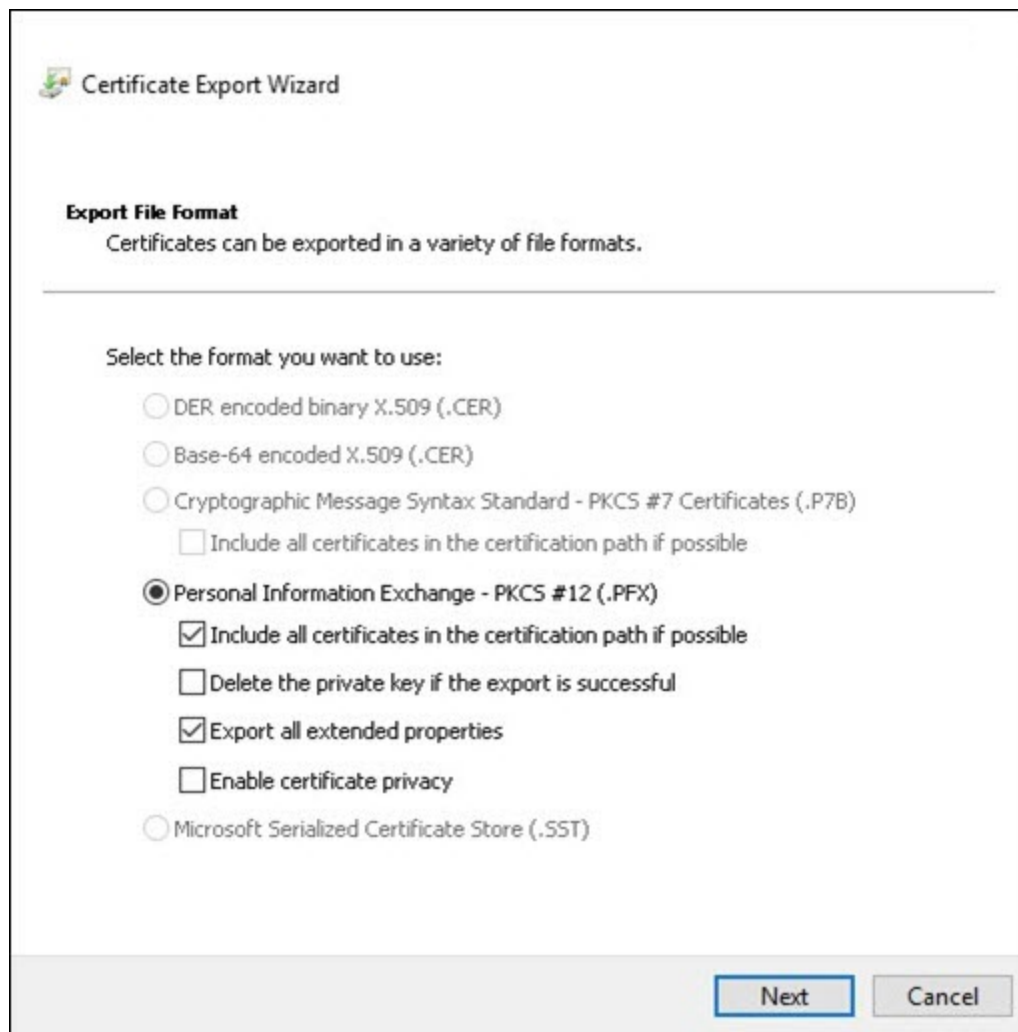 Certificate Export Wizard
Export File Format
Certificates can be exported in a variety of file formats.
Select the format you want to use:
DER encoded binary X.509 (.CER)
Base-64 encoded X.509 (.CER)
Cryptographic Message Syntax Standard - PKCS #7 Certificates (.P7B)
Include all certificates in the certification path if possible
Personal Information Exchange - PKCS #12 (.PFX)
Include all certificates in the certification path if possible
Delete the private key if the export is successful
Export all extended properties
Enable certificate privacy
Microsoft Serialized Certificate Store (.SST)
Next Cancel